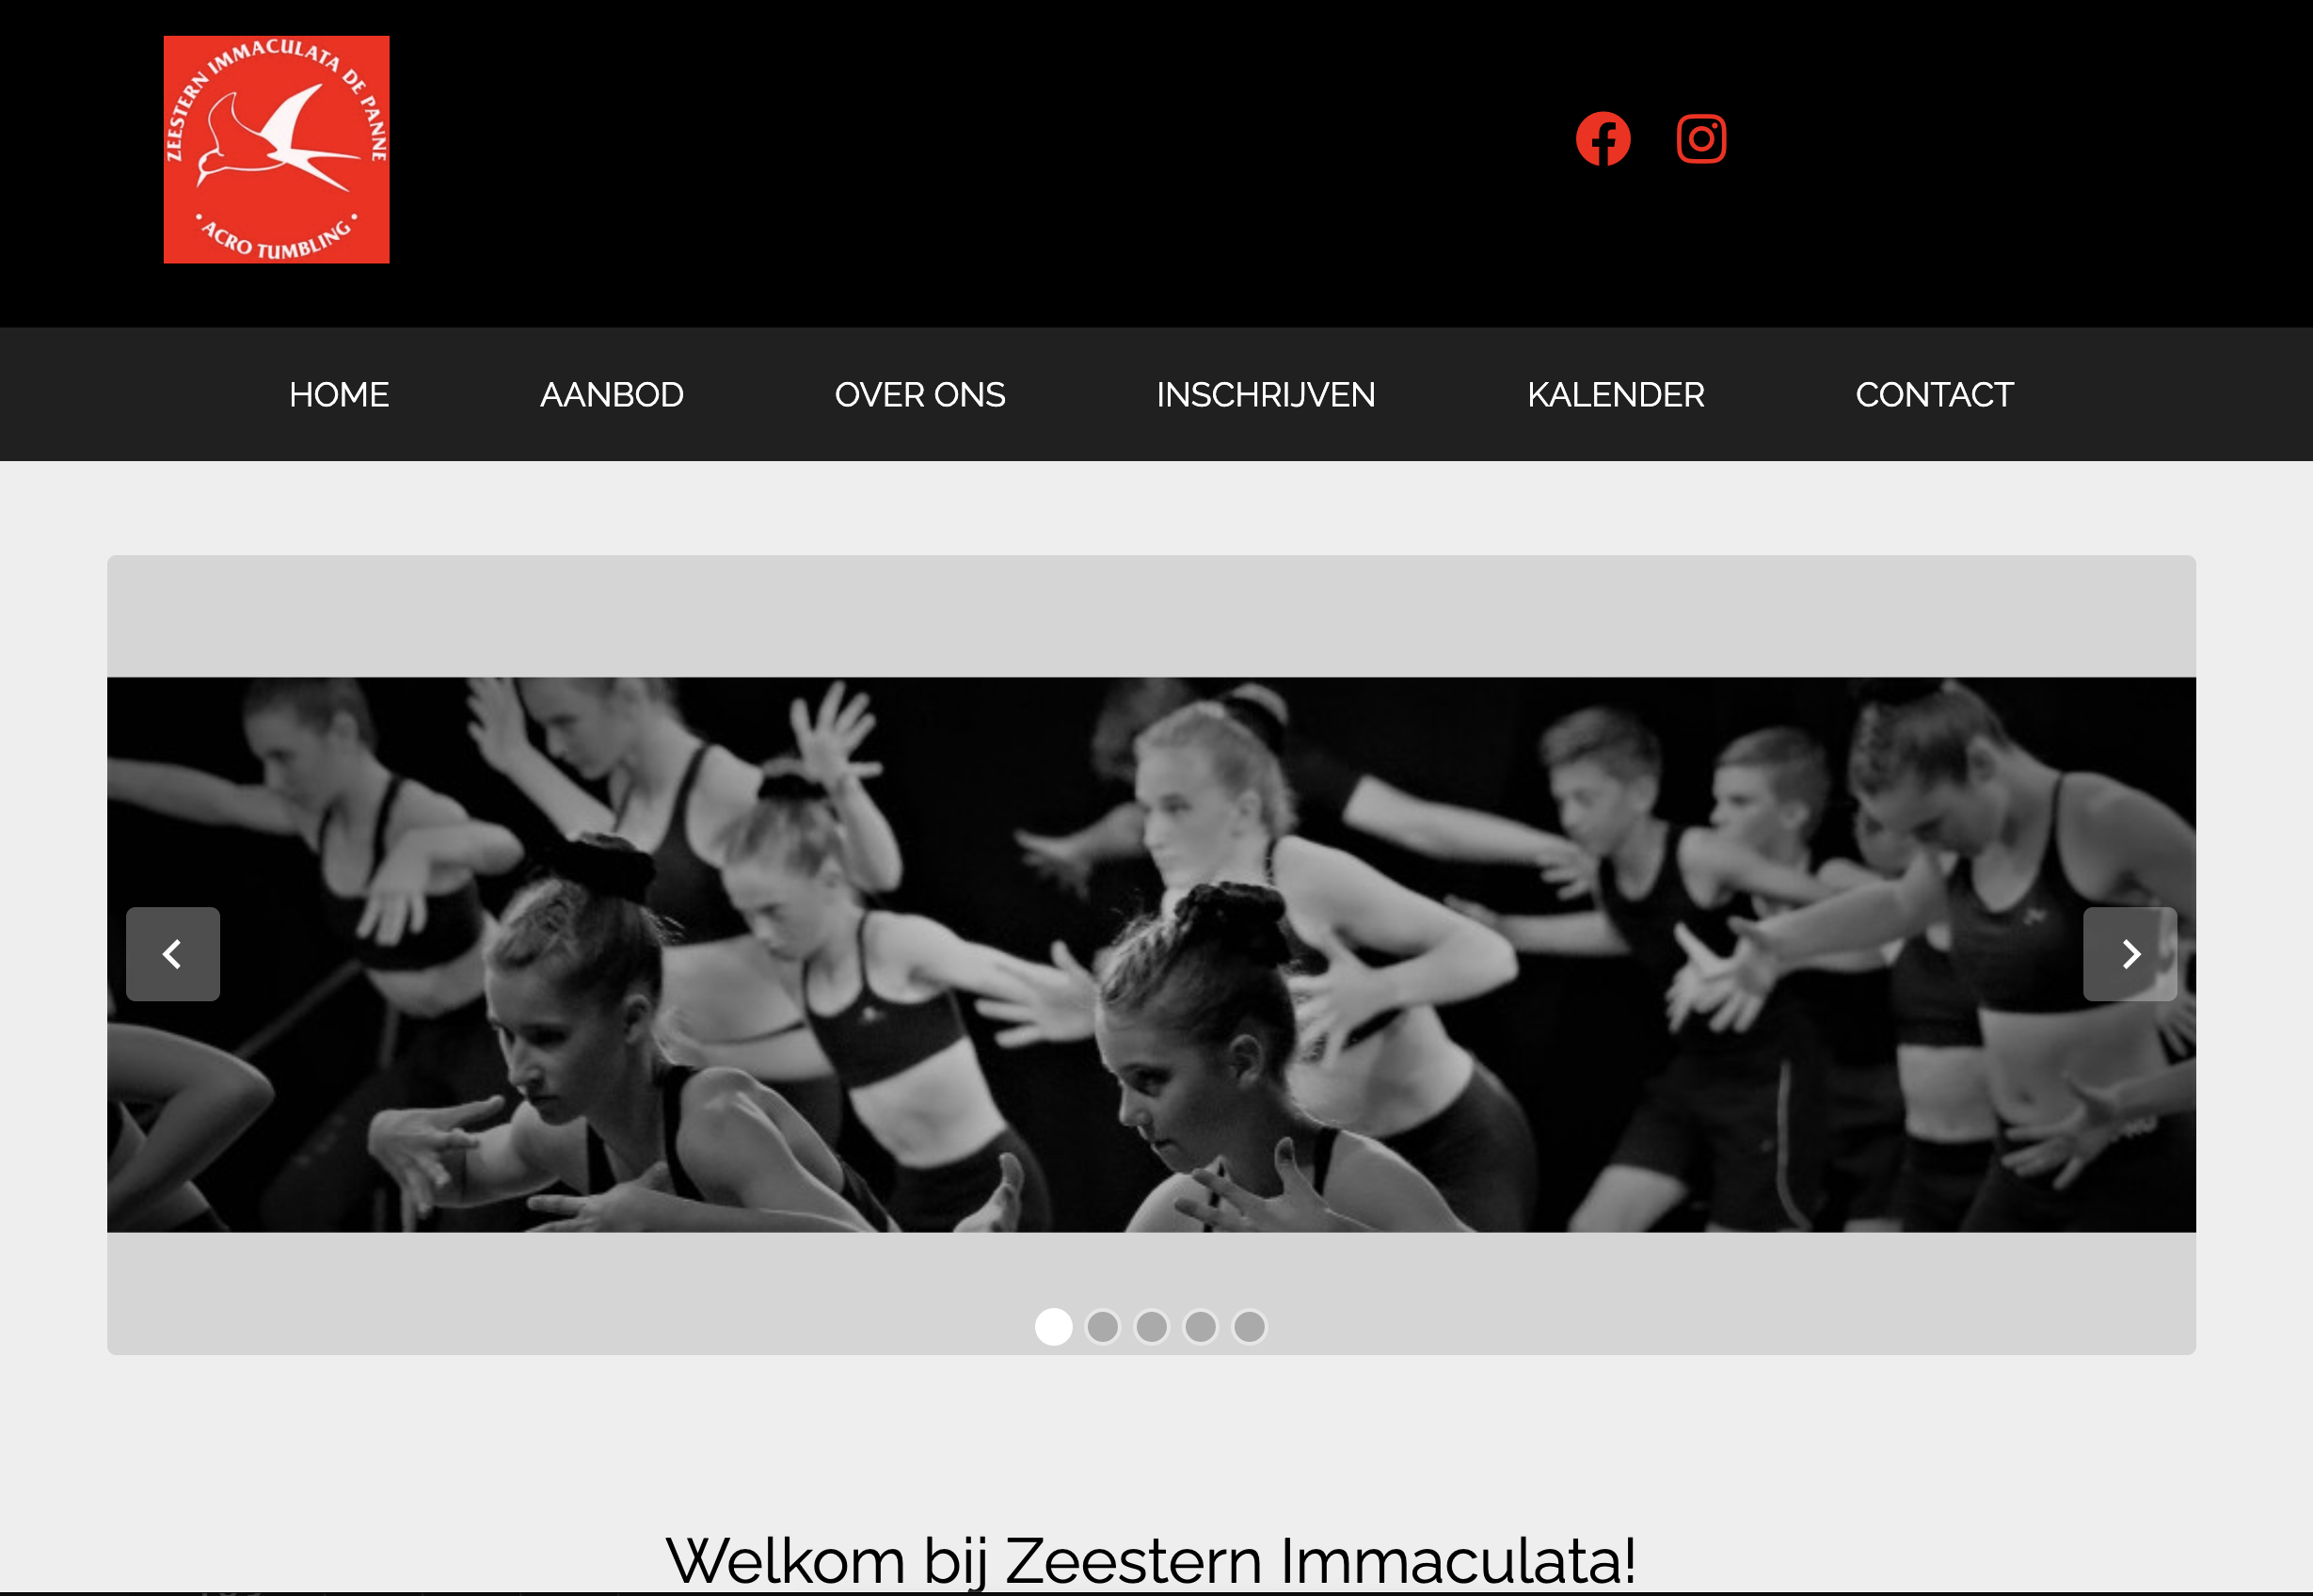 ZEESTERN IMMACULATA DE PANNE
• ACRO TUMBLING •
HOME AANBOD OVER ONS INSCHRIJVEN KALENDER CONTACT
Welkom bij Zeestern Immaculata!